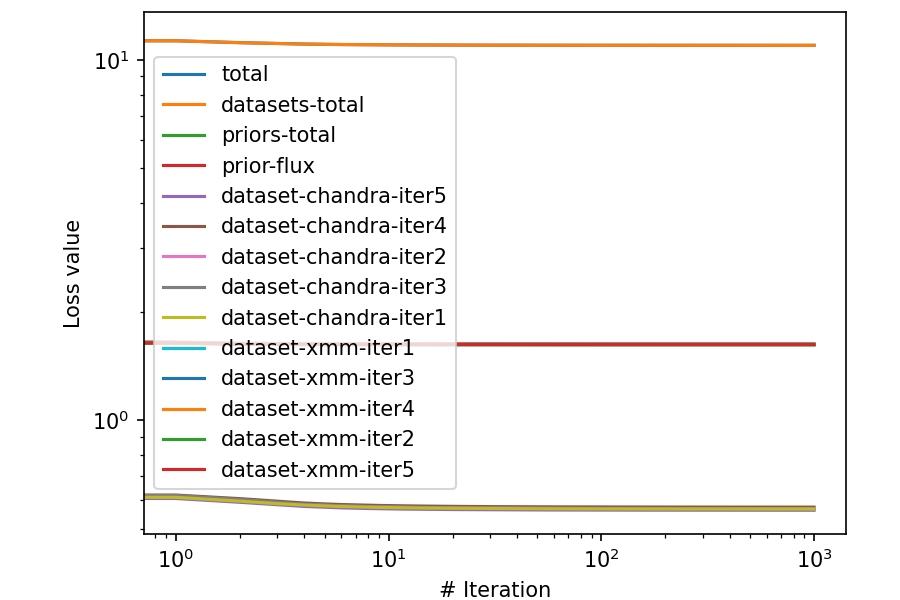 10¹
10⁰
Loss value
total
datasets-total
priors-total
prior-flux
dataset-chandra-iter5
dataset-chandra-iter4
dataset-chandra-iter2
dataset-chandra-iter3
dataset-chandra-iter1
dataset-xmm-iter1
dataset-xmm-iter3
dataset-xmm-iter4
dataset-xmm-iter2
dataset-xmm-iter5
10⁰ 10¹ 10² 10³
# Iteration